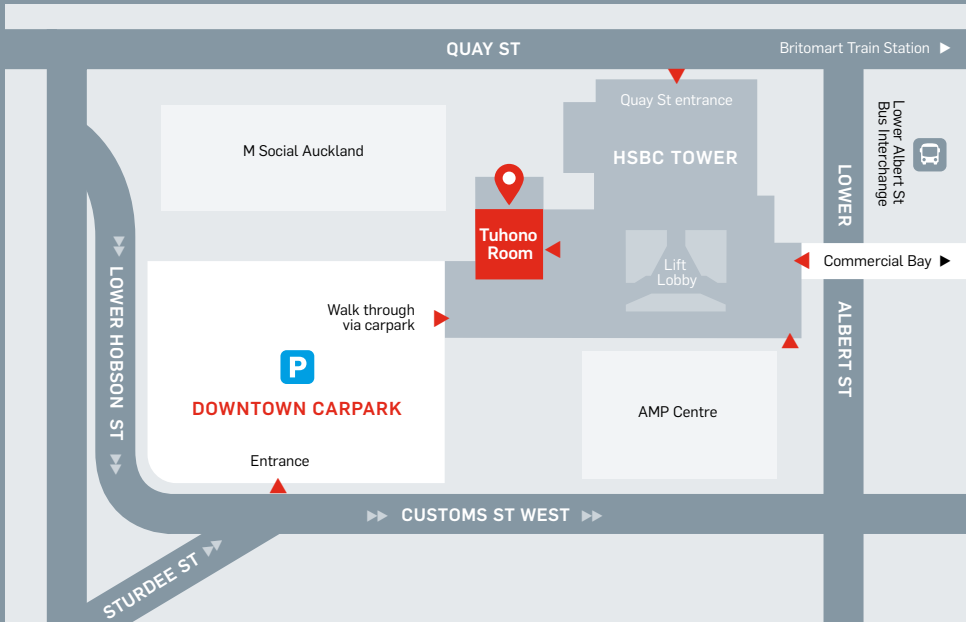 QUAY ST
Britomart Train Station
Quay St entrance
M Social Auckland
HSBC TOWER
Lower Albert St
Bus Interchange
LOWER
Tuhono
Room
Lift
Lobby
Commercial Bay
LOWER HOBSON ST
Walk through
via carpark
ALBERT ST
P
DOWNTOWN CARPARK
AMP Centre
Entrance
CUSTOMS ST WEST
STURDEE ST